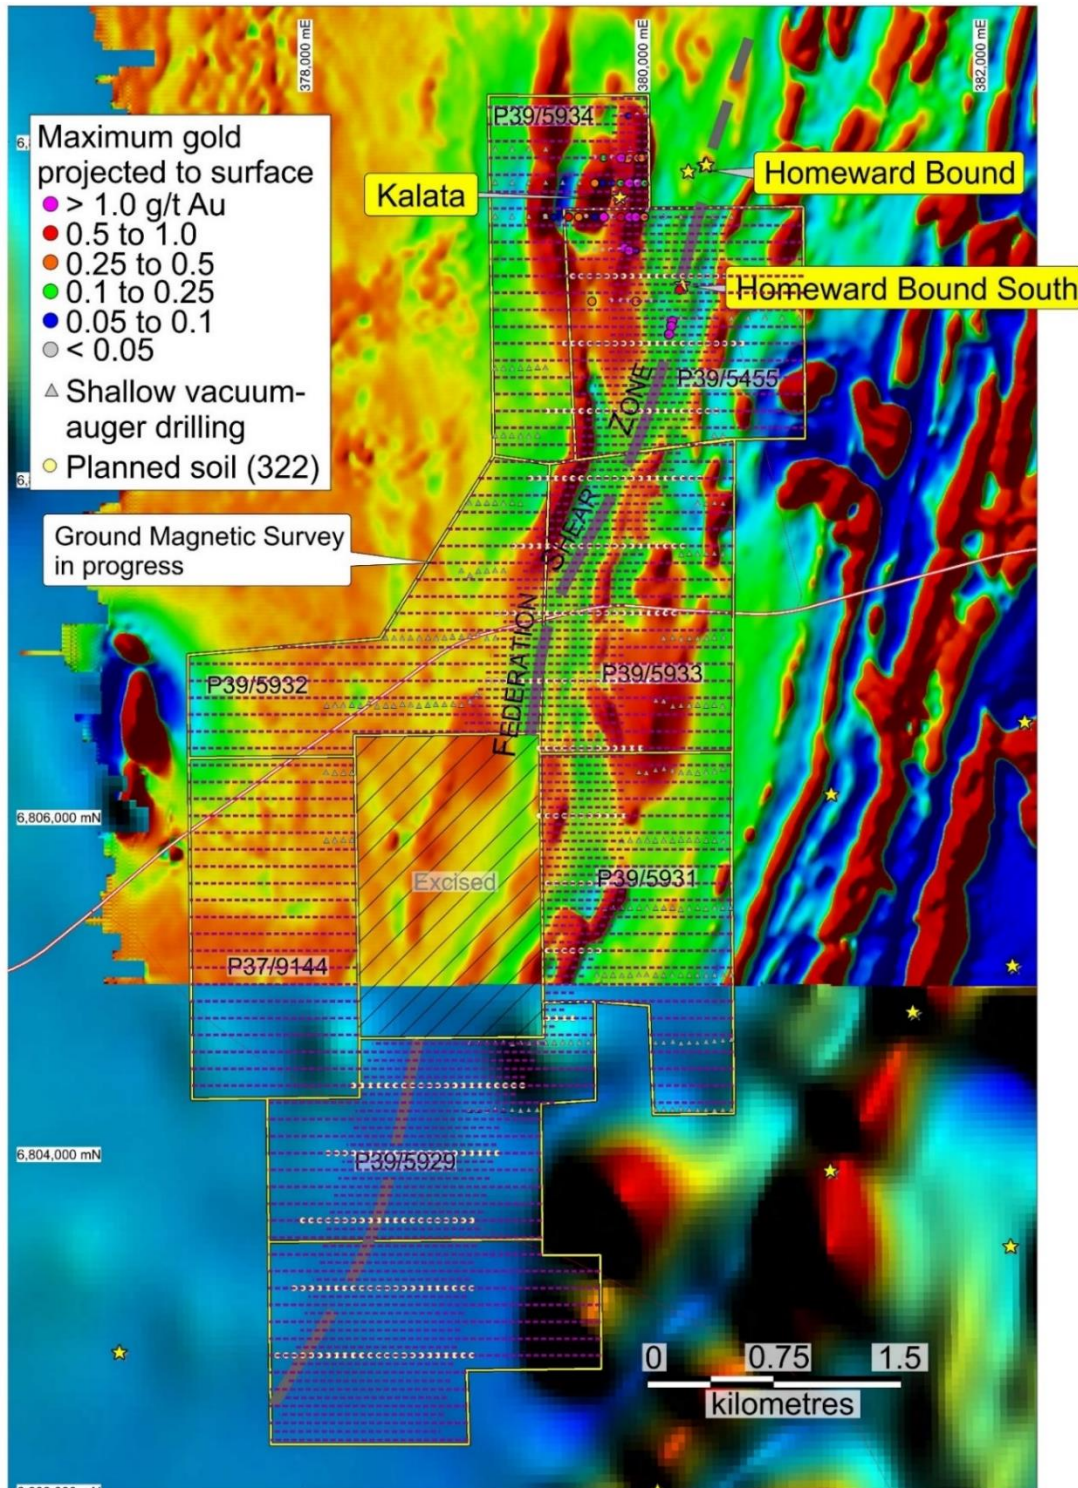 378,000 mE
380,000 mE
382,000 mE
P39/5934
Maximum gold
projected to surface
> 1.0 g/t Au
0.5 to 1.0
0.25 to 0.5
0.1 to 0.25
0.05 to 0.1
< 0.05
Shallow vacuum-
auger drilling
Planned soil (322)
Kalata
Homeward Bound
Homeward Bound South
P39/5455
FEDERATION SHEAR ZONE
Ground Magnetic Survey
in progress
P39/5932
P39/5933
6,806,000 mN
Excised
P39/5931
P37/9144
6,804,000 mN
P39/5929
0 0.75 1.5
kilometres